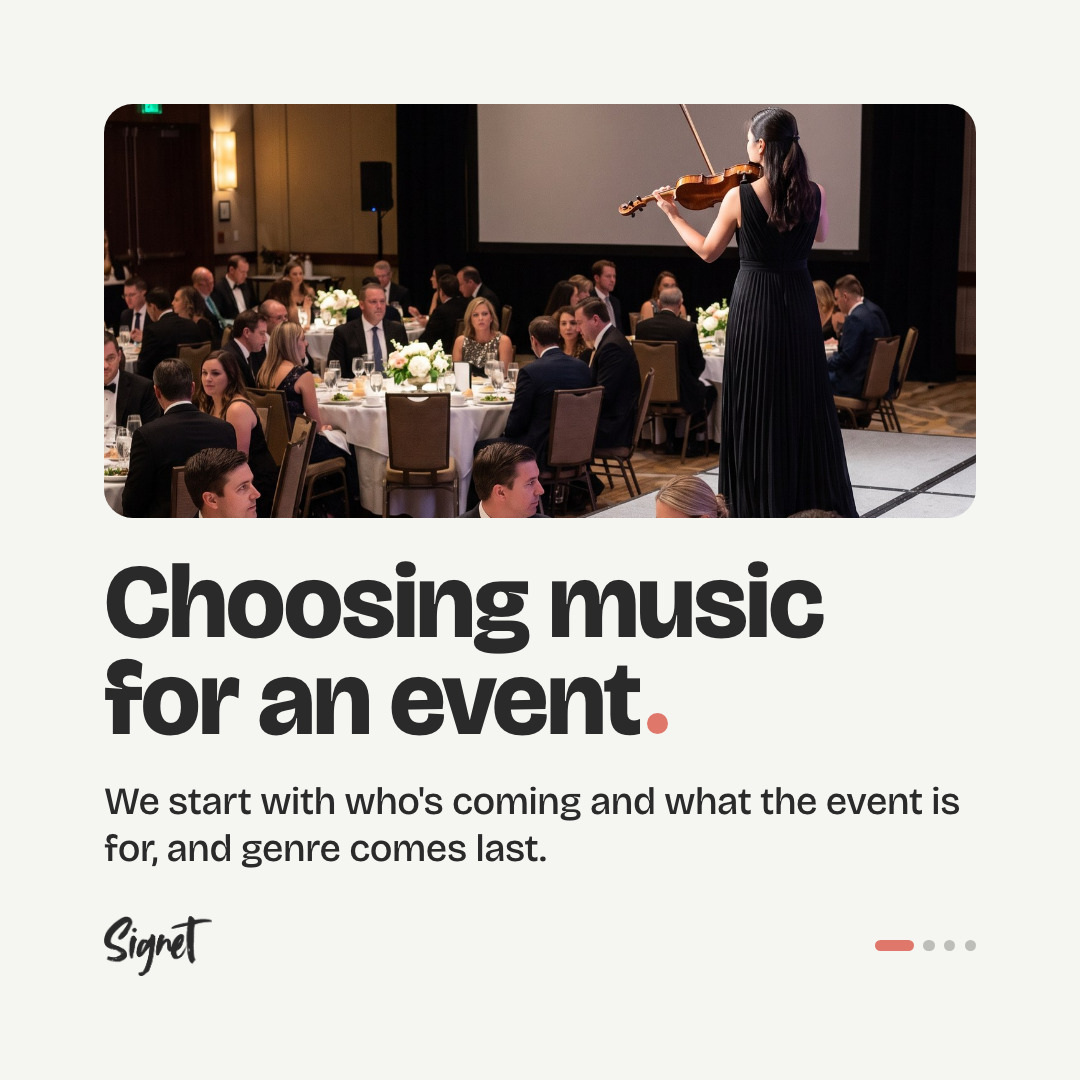 Choosing music
for an event.
We start with who's coming and what the event is
for, and genre comes last.
Signet